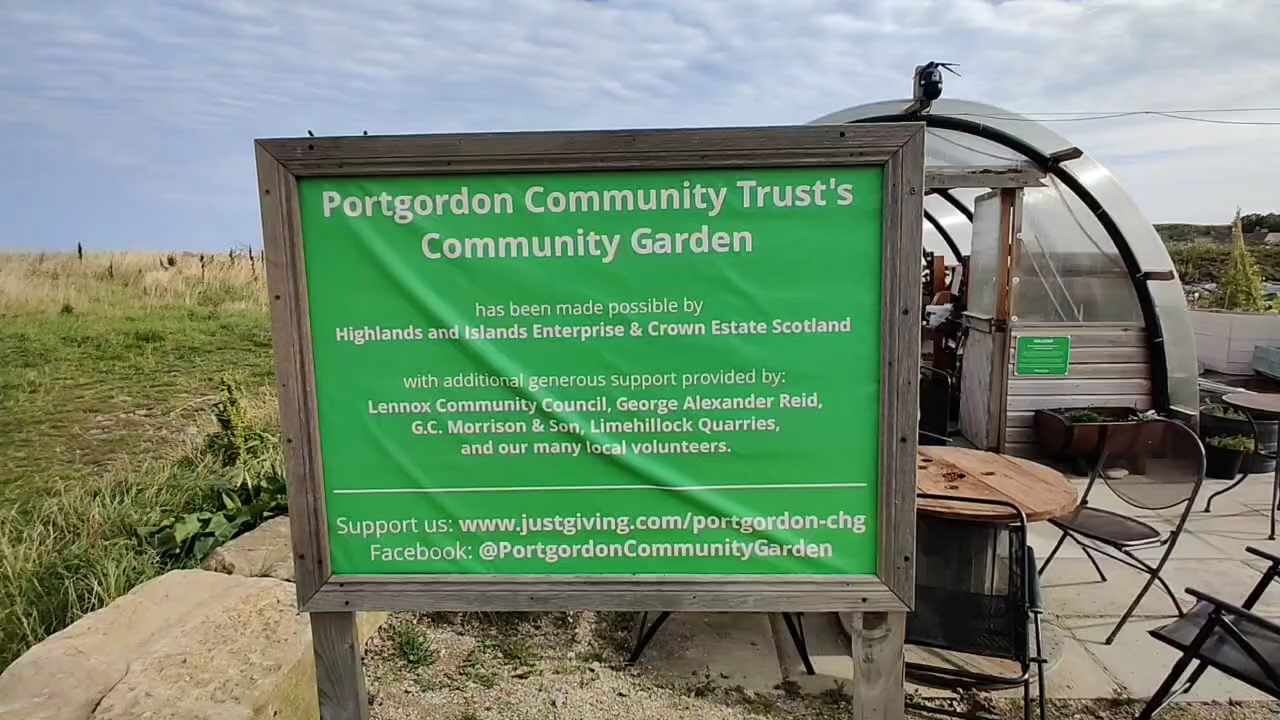 Portgordon Community Trust's
Community Garden
has been made possible by
Highlands and Islands Enterprise & Crown Estate Scotland
with additional generous support provided by:
Lennox Community Council, George Alexander Reid,
G.C. Morrison & Son, Limehillock Quarries,
and our many local volunteers.
Support us: www.justgiving.com/portgordon-chg
Facebook: @PortgordonCommunityGarden
WELCOME